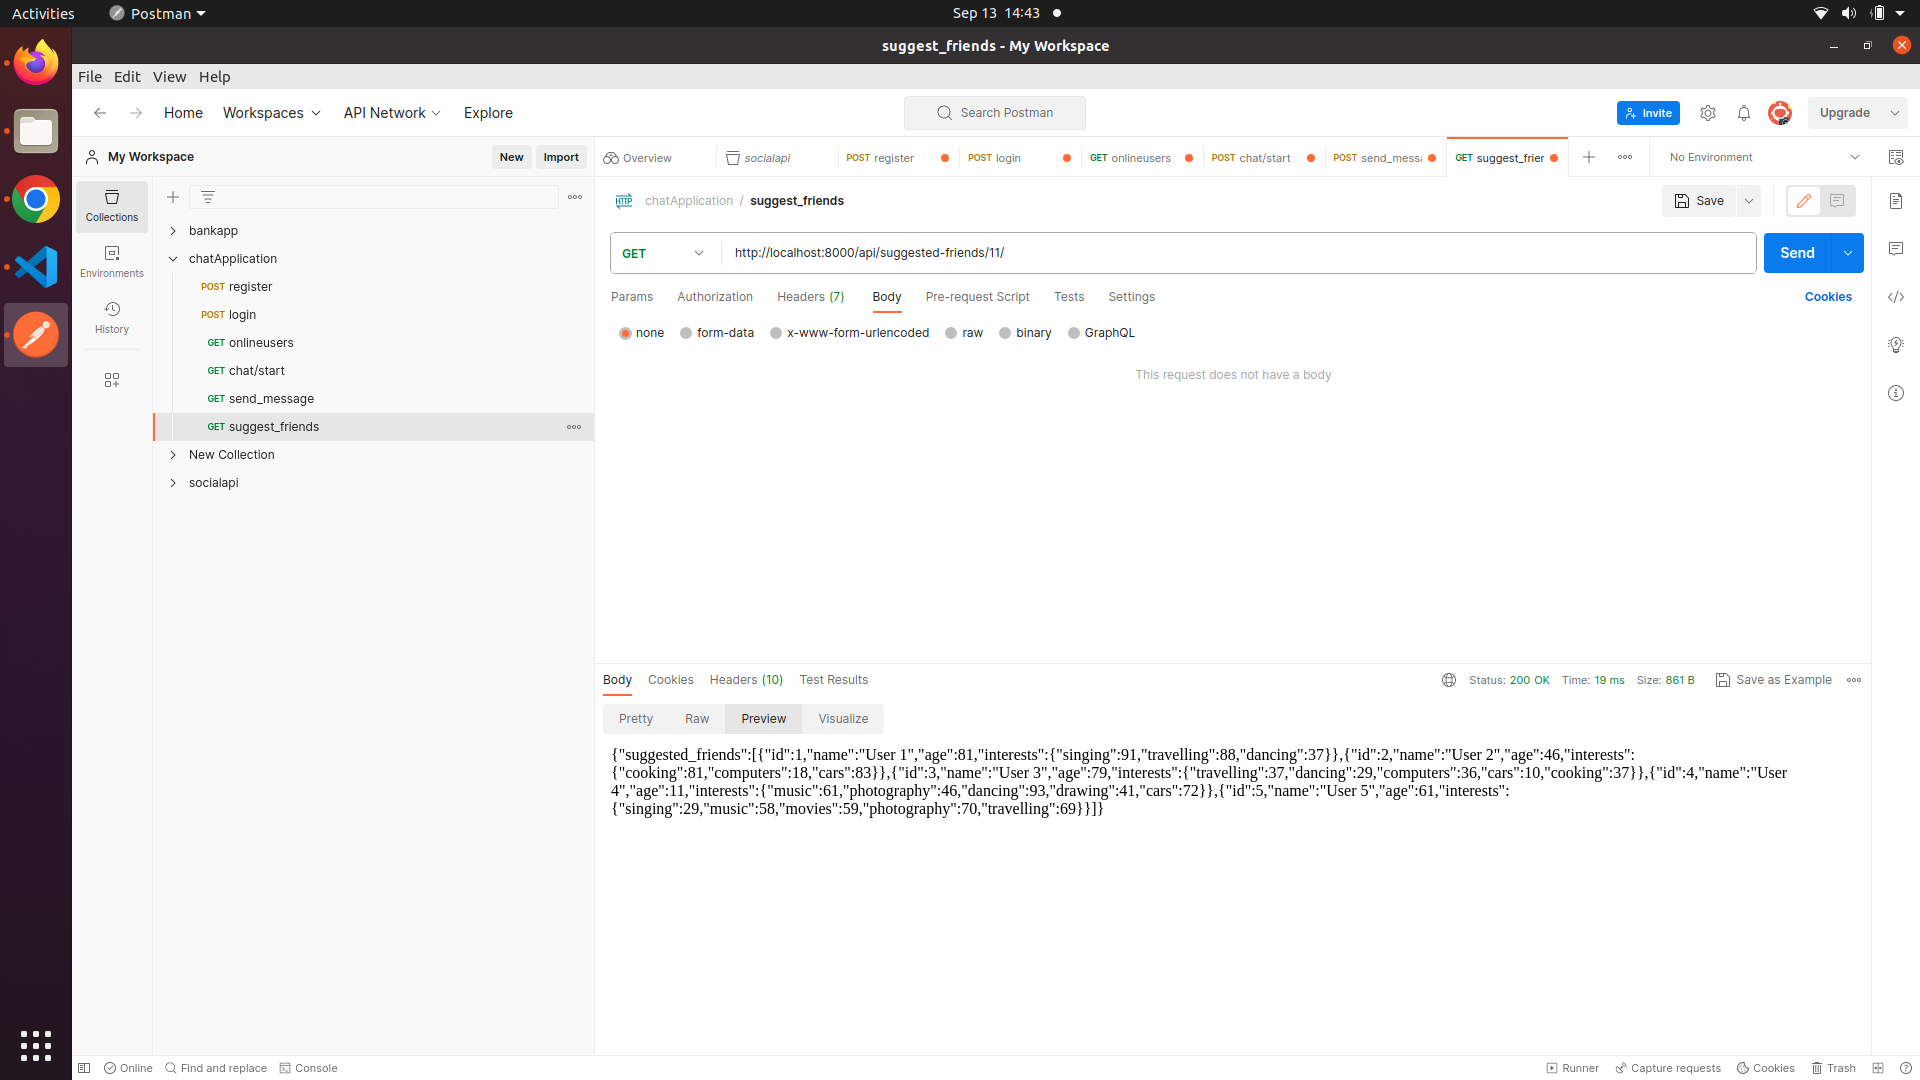 Activities
Postman
Sep 13 14:43
suggest_friends - My Workspace
File Edit View Help
Home Workspaces API Network Explore
Search Postman
Invite
Upgrade
My Workspace
New Import
Overview
socialapi
POST register
POST login
GET onlineusers
POST chat/start
POST send_messa
GET suggest_frien
No Environment
Collections
Environments
History
bankapp
chatApplication
POST register
POST login
GET onlineusers
GET chat/start
GET send_message
GET suggest_friends
New Collection
socialapi
HTTP chatApplication / suggest_friends
Save
GET http://localhost:8000/api/suggested-friends/11/
Send
Params Authorization Headers (7) Body Pre-request Script Tests Settings
Cookies
none form-data x-www-form-urlencoded raw binary GraphQL
This request does not have a body
Body Cookies Headers (10) Test Results
Status: 200 OK Time: 19 ms Size: 861 B
Save as Example
Pretty Raw Preview Visualize
{"suggested_friends":[{"id":1,"name":"User 1","age":81,"interests":{"singing":91,"travelling":88,"dancing":37}},{"id":2,"name":"User 2","age":46,"interests":
{"cooking":81,"computers":18,"cars":83}},{"id":3,"name":"User 3","age":79,"interests":{"travelling":37,"dancing":29,"computers":36,"cars":10,"cooking":37}},{"id":4,"name":"User
4","age":11,"interests":{"music":61,"photography":46,"dancing":93,"drawing":41,"cars":72}},{"id":5,"name":"User 5","age":61,"interests":
{"singing":29,"music":58,"movies":59,"photography":70,"travelling":69}}]}
Online Find and replace Console
Runner Capture requests Cookies Trash